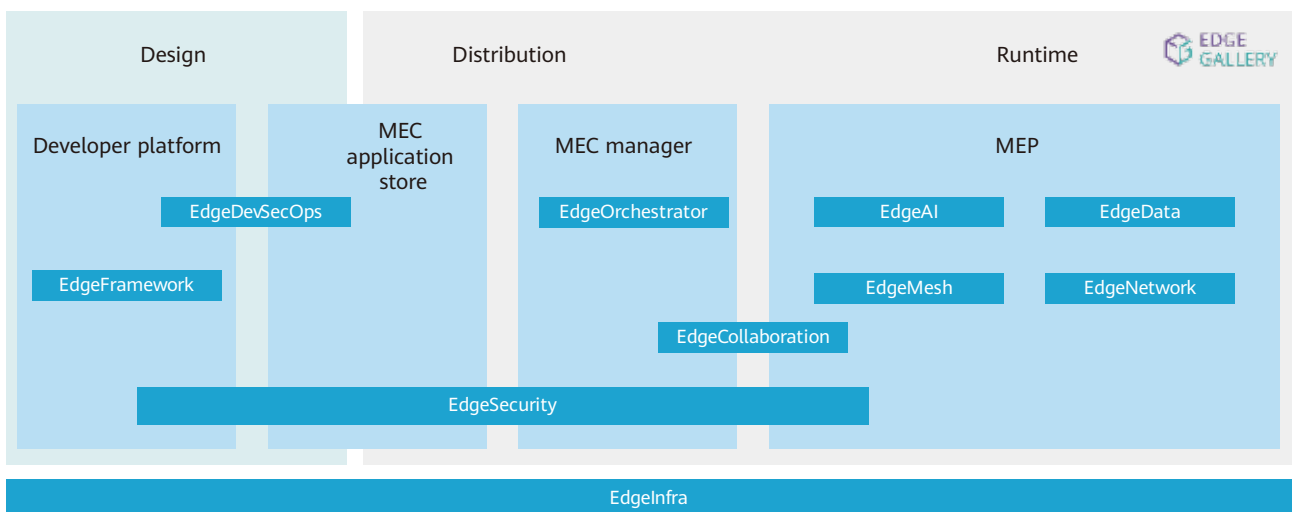 Design
Distribution
Runtime
EDGE
GALLERY
Developer platform
MEC
application
store
MEC manager
MEP
EdgeDevSecOps
EdgeOrchestrator
EdgeAI
EdgeData
EdgeFramework
EdgeMesh
EdgeNetwork
EdgeCollaboration
EdgeSecurity
EdgeInfra